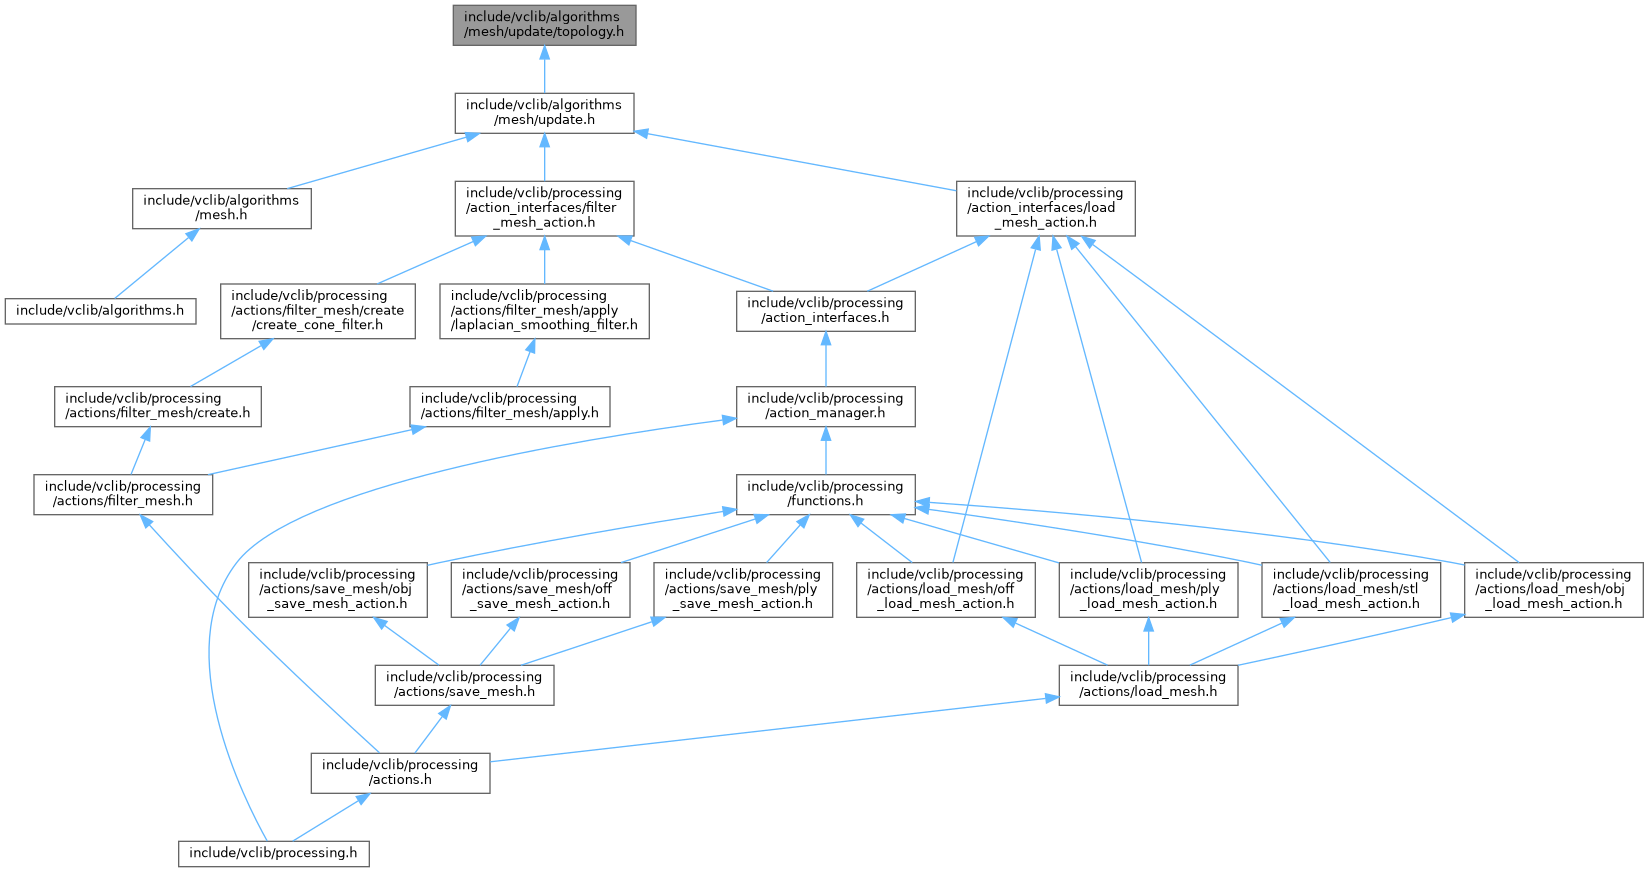 include/vclib/algorithms
/mesh/update/topology.h
include/vclib/algorithms
/mesh/update.h
include/vclib/algorithms
/mesh.h
include/vclib/processing
/action_interfaces/filter
_mesh_action.h
include/vclib/processing
/action_interfaces/load
_mesh_action.h
include/vclib/algorithms.h
include/vclib/processing
/actions/filter_mesh/create
/create_cone_filter.h
include/vclib/processing
/actions/filter_mesh/apply
/laplacian_smoothing_filter.h
include/vclib/processing
/action_interfaces.h
include/vclib/processing
/actions/filter_mesh/create.h
include/vclib/processing
/actions/filter_mesh/apply.h
include/vclib/processing
/action_manager.h
include/vclib/processing
/actions/filter_mesh.h
include/vclib/processing
/functions.h
include/vclib/processing
/actions/save_mesh/obj
_save_mesh_action.h
include/vclib/processing
/actions/save_mesh/off
_save_mesh_action.h
include/vclib/processing
/actions/save_mesh/ply
_save_mesh_action.h
include/vclib/processing
/actions/load_mesh/off
_load_mesh_action.h
include/vclib/processing
/actions/load_mesh/ply
_load_mesh_action.h
include/vclib/processing
/actions/load_mesh/stl
_load_mesh_action.h
include/vclib/processing
/actions/load_mesh/obj
_load_mesh_action.h
include/vclib/processing
/actions/save_mesh.h
include/vclib/processing
/actions/load_mesh.h
include/vclib/processing
/actions.h
include/vclib/processing.h